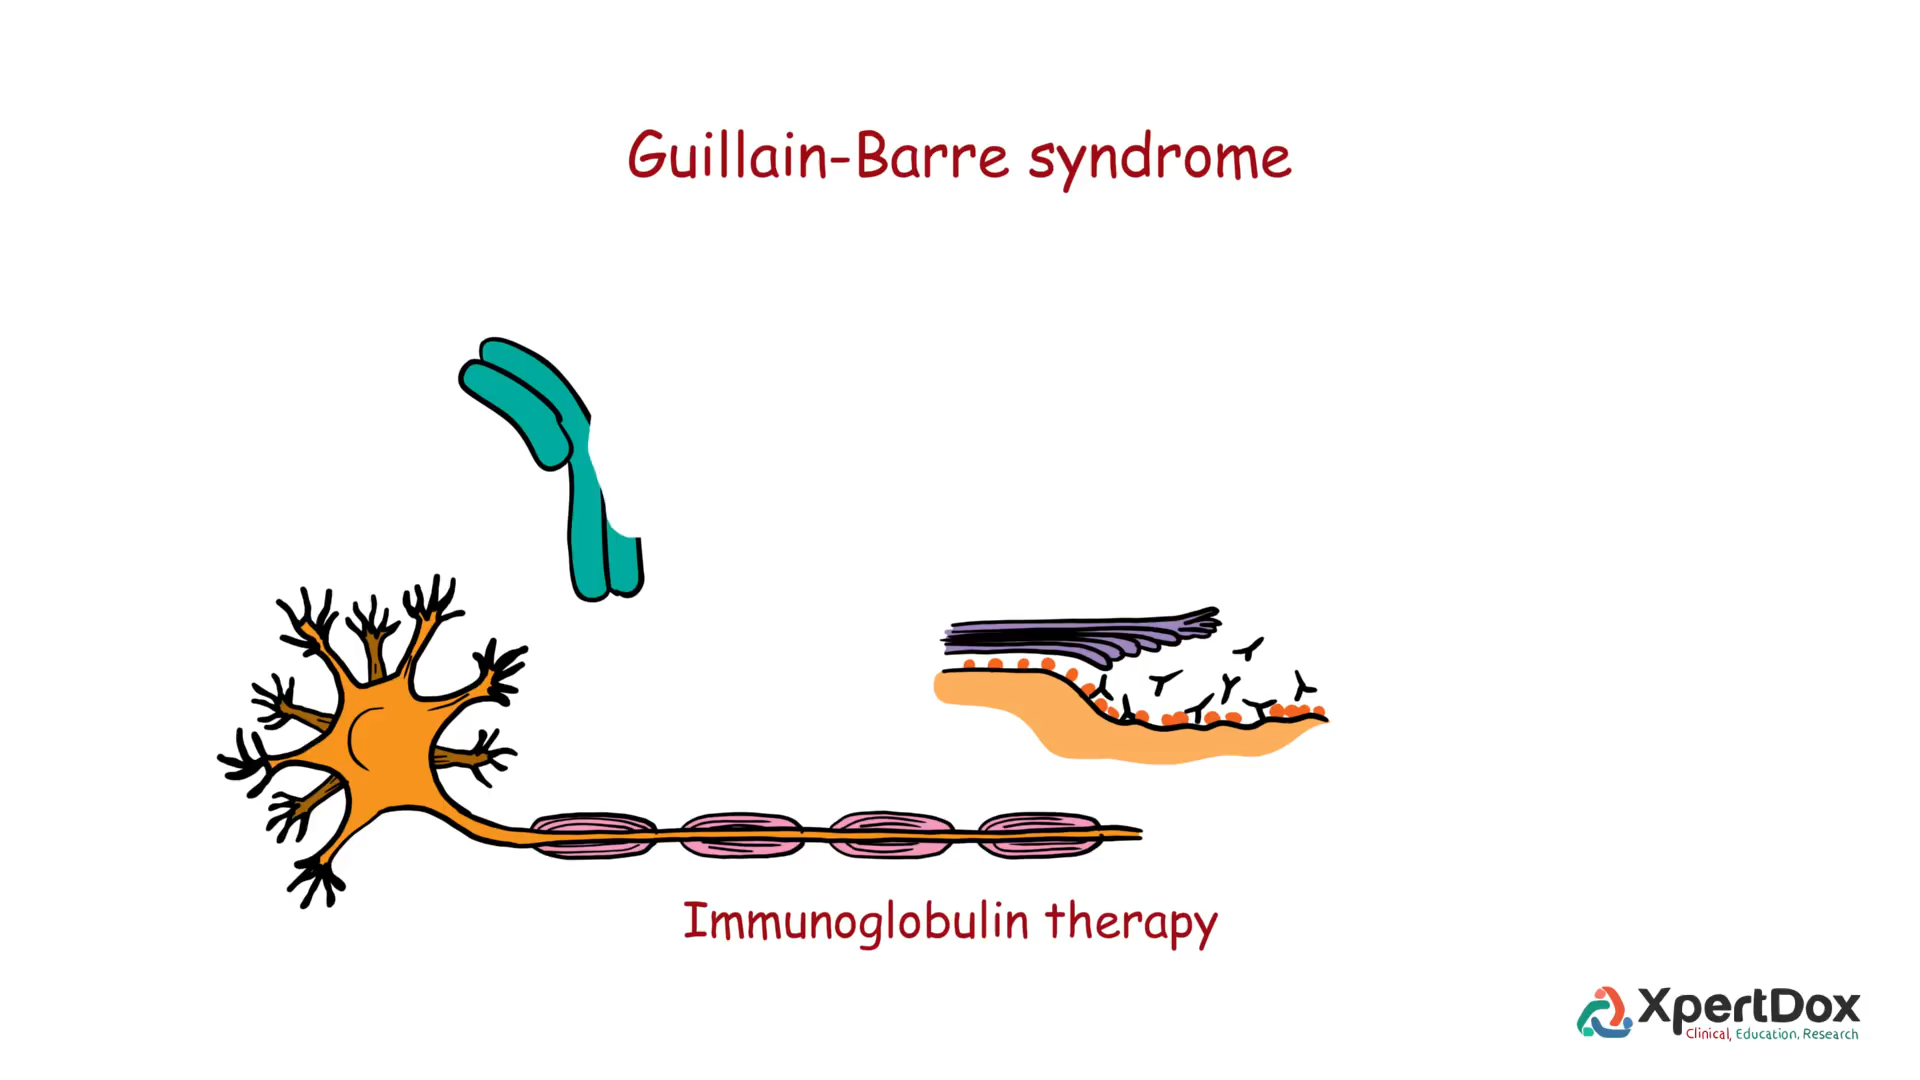 Guillain-Barre syndrome
Immunoglobulin therapy
XpertDox
Clinical, Education, Research